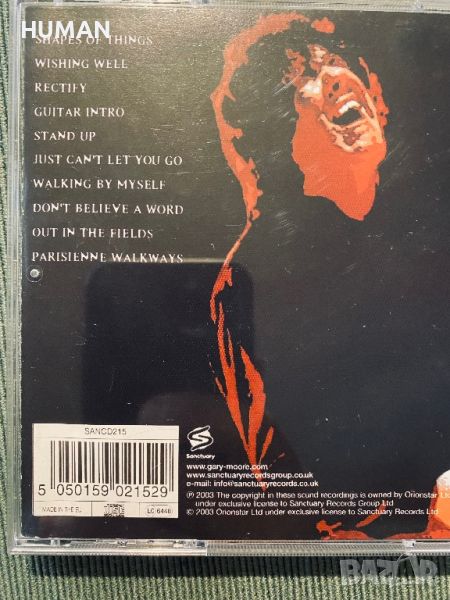 HUMAN
SHAPES OF THINGS
WISHING WELL
RECTIFY
GUITAR INTRO
STAND UP
JUST CAN'T LET YOU GO
WALKING BY MYSELF
DON'T BELIEVE A WORD
OUT IN THE FIELDS
PARISIENNE WALKWAYS
SANCD215
5 050159 021529
MADE IN THE EU
LC 6448
Sanctuary
www.gary-moore.com
www.sanctuaryrecordsgroup.co.uk
e-mail: info@sanctuaryrecords.co.uk
℗ 2003 The copyright in these sound recordings is owned by Orionstar Ltd
under exclusive license to Sanctuary Records Group Ltd
© 2003 Orionstar Ltd under exclusive license to Sanctuary Records Ltd
BAZAR